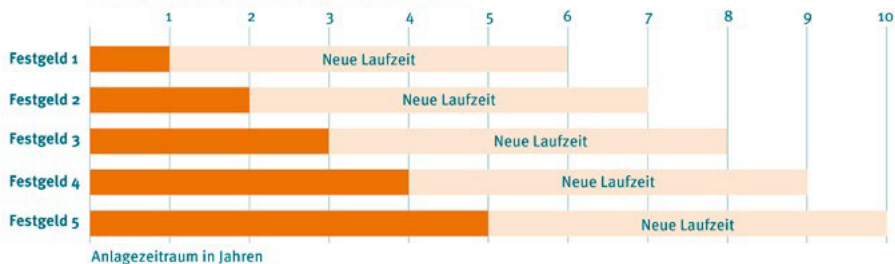 1 2 3 4 5 6 7 8 9 10
Festgeld 1 Neue Laufzeit
Festgeld 2 Neue Laufzeit
Festgeld 3 Neue Laufzeit
Festgeld 4 Neue Laufzeit
Festgeld 5 Neue Laufzeit
Anlagezeitraum in Jahren